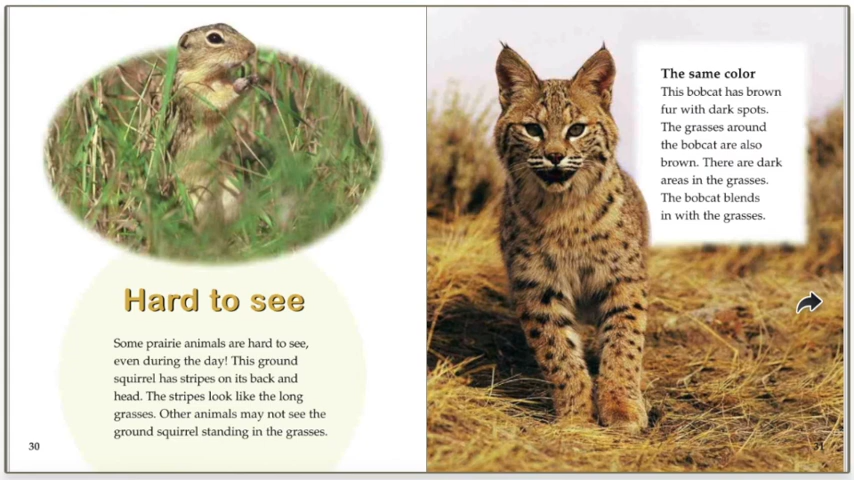 Hard to see
Some prairie animals are hard to see,
even during the day! This ground
squirrel has stripes on its back and
head. The stripes look like the long
grasses. Other animals may not see the
ground squirrel standing in the grasses.
30
The same color
This bobcat has brown
fur with dark spots.
The grasses around
the bobcat are also
brown. There are dark
areas in the grasses.
The bobcat blends
in with the grasses.
31